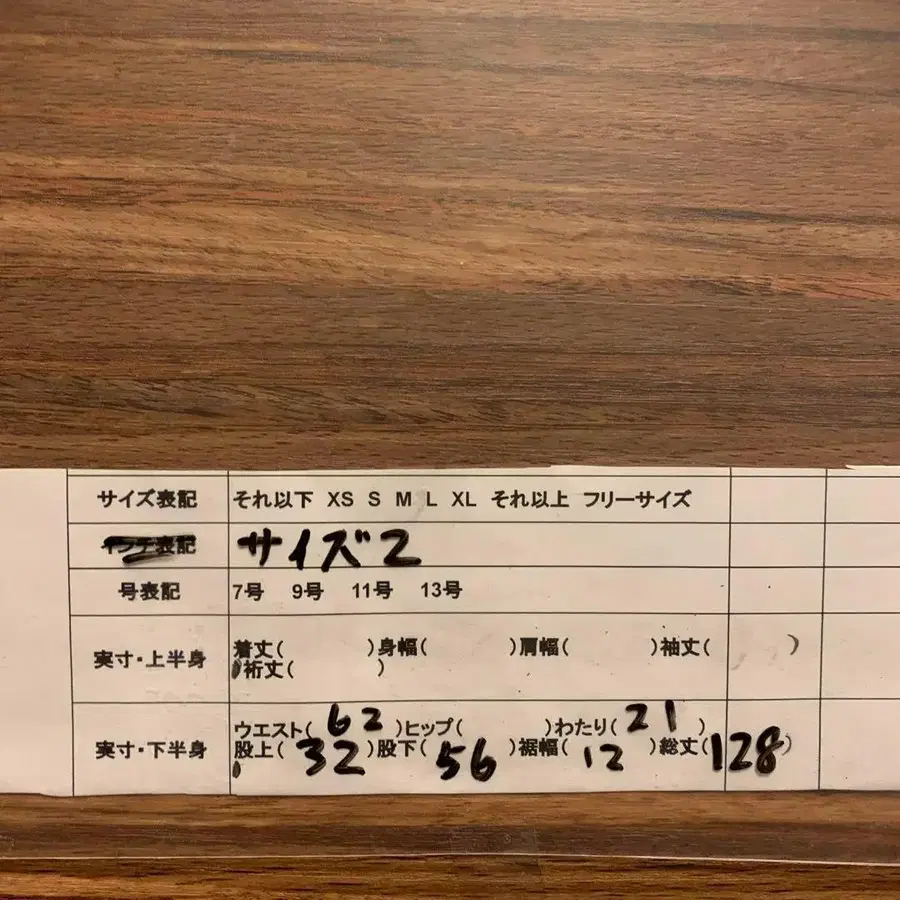 サイズ表記 それ以下 XS S M L XL それ以上 フリーサイズ
表記 サイズ2
号表記 7号 9号 11号 13号
実寸・上半身 着丈( )身幅( )肩幅( )袖丈( )
裄丈( )
実寸・下半身 ウエスト( 62 )ヒップ( )わたり( 21 )
股上( 32 )股下( 56 )裾幅( 12 )総丈( 128 )